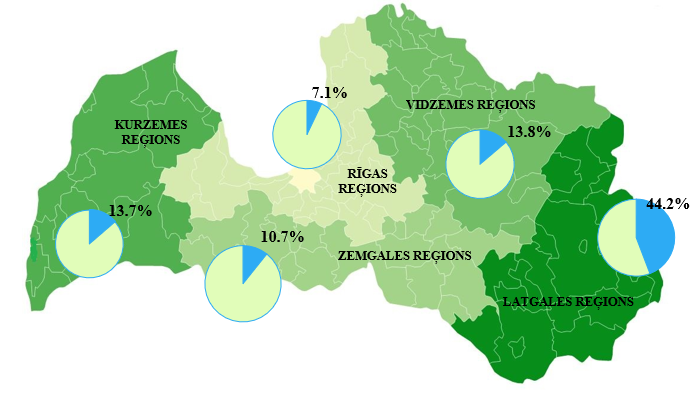 7.1%
VIDZEMES REĢIONS
KURZEMES
REĢIONS
13.8%
RĪGAS
REĢIONS
13.7%
44.2%
10.7%
ZEMGALES REĢIONS
LATGALES REĢIONS